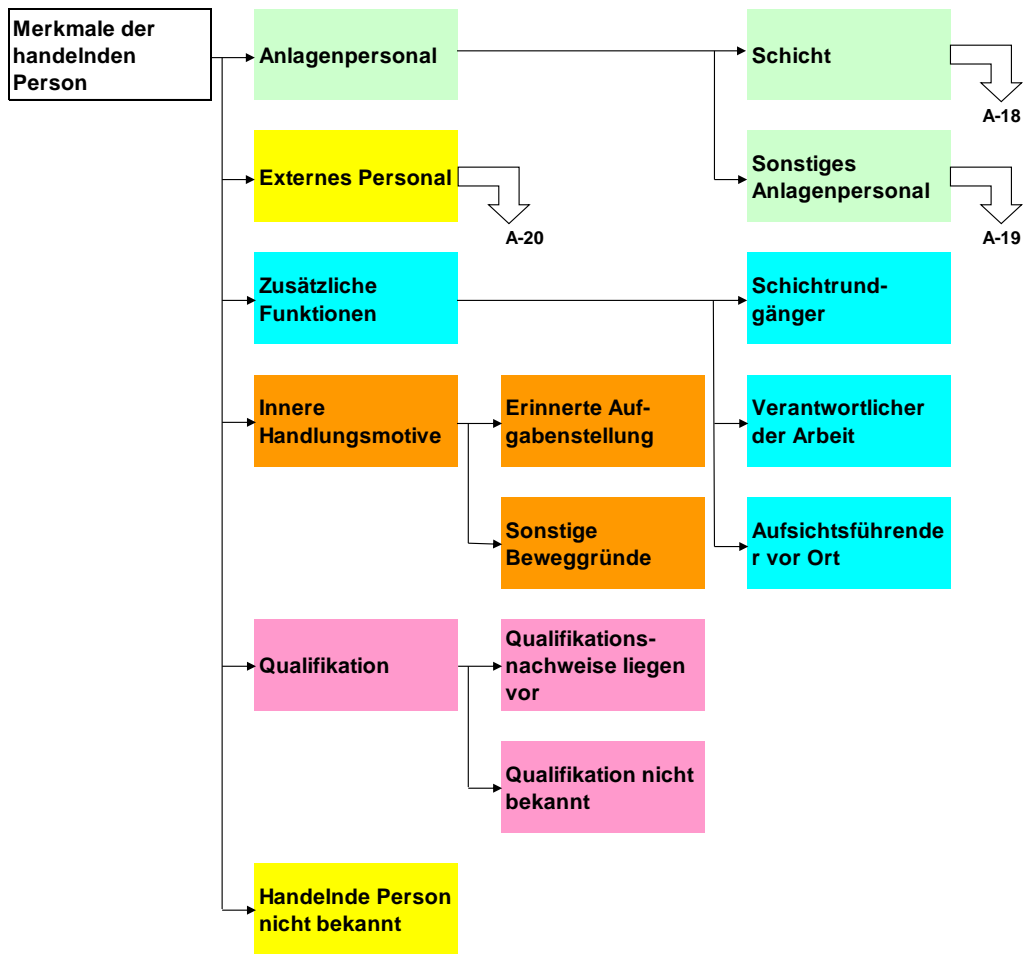 Merkmale der
handelnden
Person
Anlagenpersonal
Schicht
A-18
Externes Personal
A-20
Sonstiges
Anlagenpersonal
A-19
Zusätzliche
Funktionen
Schichtrund-
gänger
Innere
Handlungsmotive
Erinnerte Auf-
gabenstellung
Verantwortlicher
der Arbeit
Sonstige
Beweggründe
Aufsichtsführende
r vor Ort
Qualifikation
Qualifikations-
nachweise liegen
vor
Qualifikation nicht
bekannt
Handelnde Person
nicht bekannt